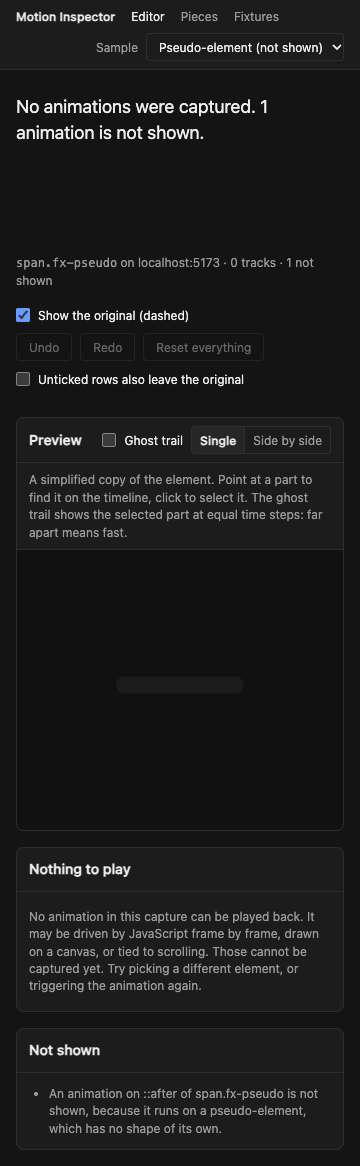 Motion Inspector Editor Pieces Fixtures
Sample Pseudo-element (not shown)
No animations were captured. 1
animation is not shown.
span.fx-pseudo on localhost:5173 · 0 tracks · 1 not
shown
Show the original (dashed)
Undo Redo Reset everything
Unticked rows also leave the original
Preview Ghost trail Single Side by side
A simplified copy of the element. Point at a part to
find it on the timeline, click to select it. The ghost
trail shows the selected part at equal time steps: far
apart means fast.
Nothing to play
No animation in this capture can be played back. It
may be driven by JavaScript frame by frame, drawn
on a canvas, or tied to scrolling. Those cannot be
captured yet. Try picking a different element, or
triggering the animation again.
Not shown
• An animation on ::after of span.fx-pseudo is not
shown, because it runs on a pseudo-element,
which has no shape of its own.